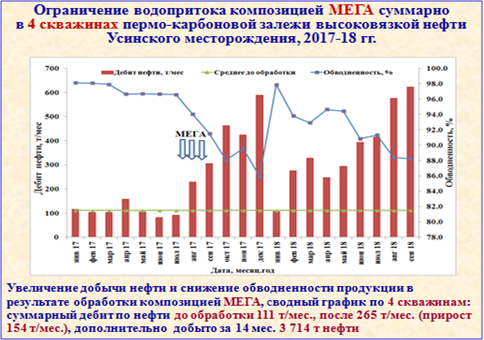 Ограничение водопритока композицией МЕГА суммарно
в 4 скважинах пермо-карбоновой залежи высоковязкой нефти
Усинского месторождения, 2017-18 гг.
Дебит нефти, т/мес Среднее до обработки Обводненность, %
700
600
500
400
300
200
100
0
Дебит нефти, т/мес
МЕГА
100.0
98.0
96.0
94.0
92.0
90.0
88.0
86.0
84.0
82.0
80.0
78.0
Обводненность, %
янв 17
фев 17
мар 17
апр 17
май 17
июн 17
июл 17
авг 17
сен 17
окт 17
ноя 17
дек 17
янв 18
фев 18
мар 18
апр 18
май 18
июн 18
июл 18
авг 18
сен 18
Дата, месяц.год
Увеличение добычи нефти и снижение обводненности продукции в
результате обработки композицией МЕГА, сводный график по 4 скважинам:
суммарный дебит по нефти до обработки 111 т/мес., после 265 т/мес. (прирост
154 т/мес.), дополнительно добыто за 14 мес. 3 714 т нефти